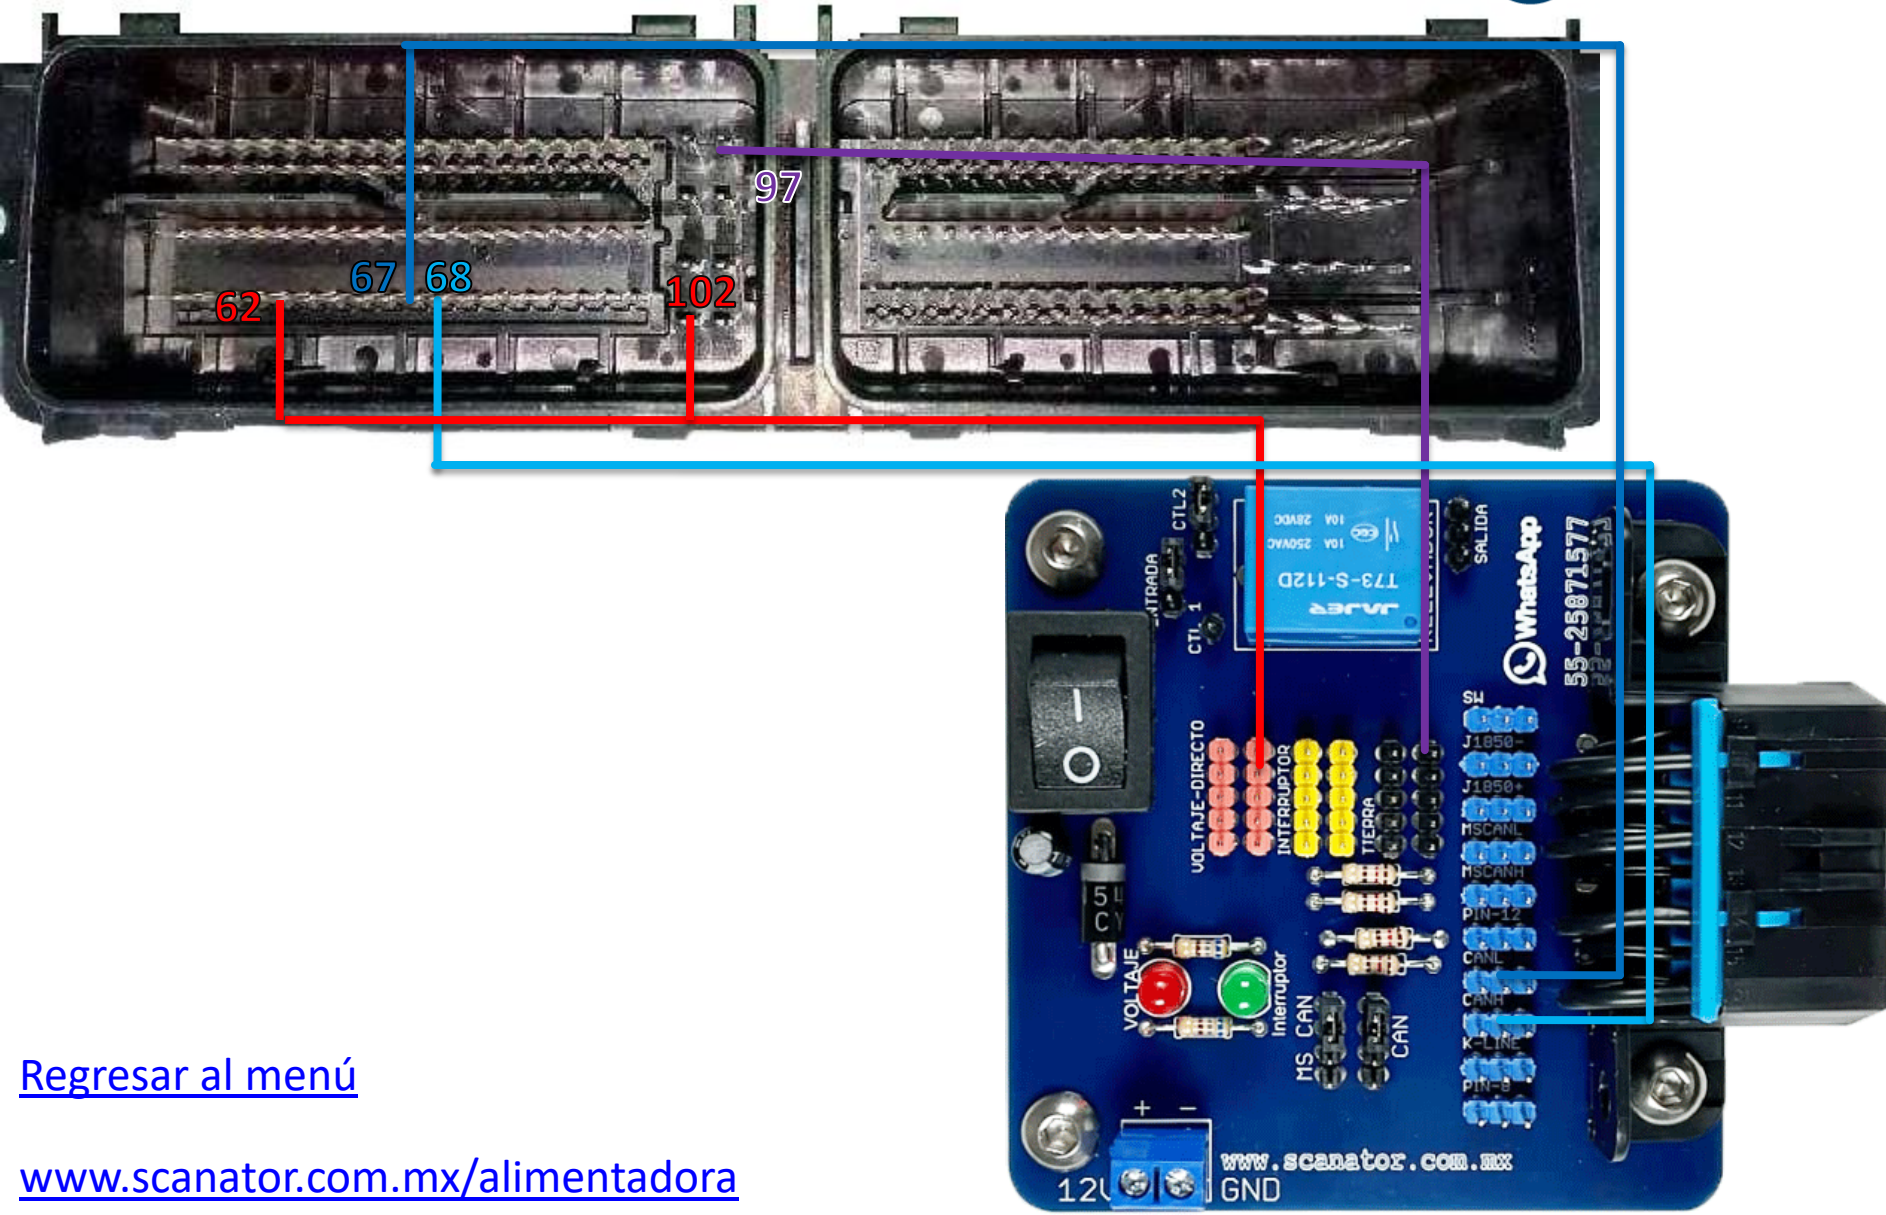 97
67
68
62
102
CTL2
SALIDA
10A 28VDC
10A 250VAC
T73-S-112D
JAJER
CTL 1
WhatsApp
55-25871577
SW
J1850-
J1850+
MSCANL
MSCANH
PIN-12
CANL
CANH
K-LINE
PIN-8
VOLTAJE-DIRECTO
INTERRUPTOR
TIERRA
VOLTAJE
Interruptor
MS CAN
CAN
+ −
www.scanator.com.mx
GND
Regresar al menú
www.scanator.com.mx/alimentadora